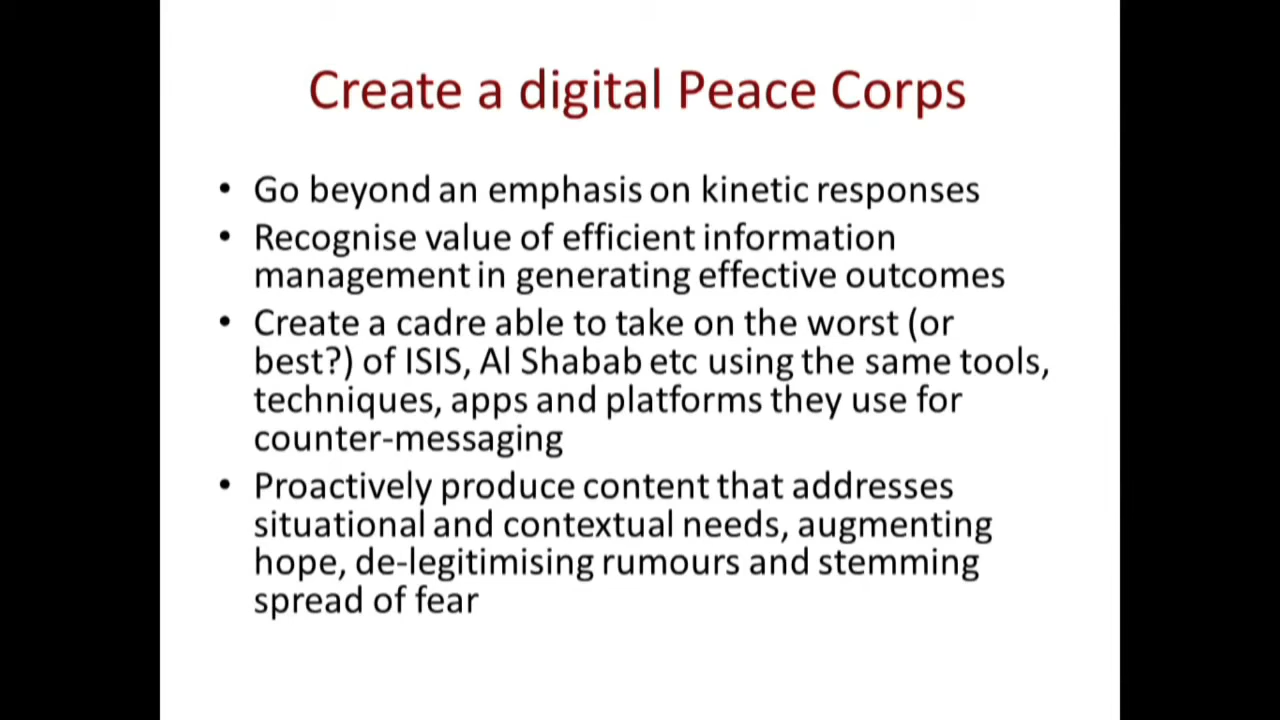 Create a digital Peace Corps
• Go beyond an emphasis on kinetic responses
• Recognise value of efficient information
management in generating effective outcomes
• Create a cadre able to take on the worst (or
best?) of ISIS, Al Shabab etc using the same tools,
techniques, apps and platforms they use for
counter-messaging
• Proactively produce content that addresses
situational and contextual needs, augmenting
hope, de-legitimising rumours and stemming
spread of fear